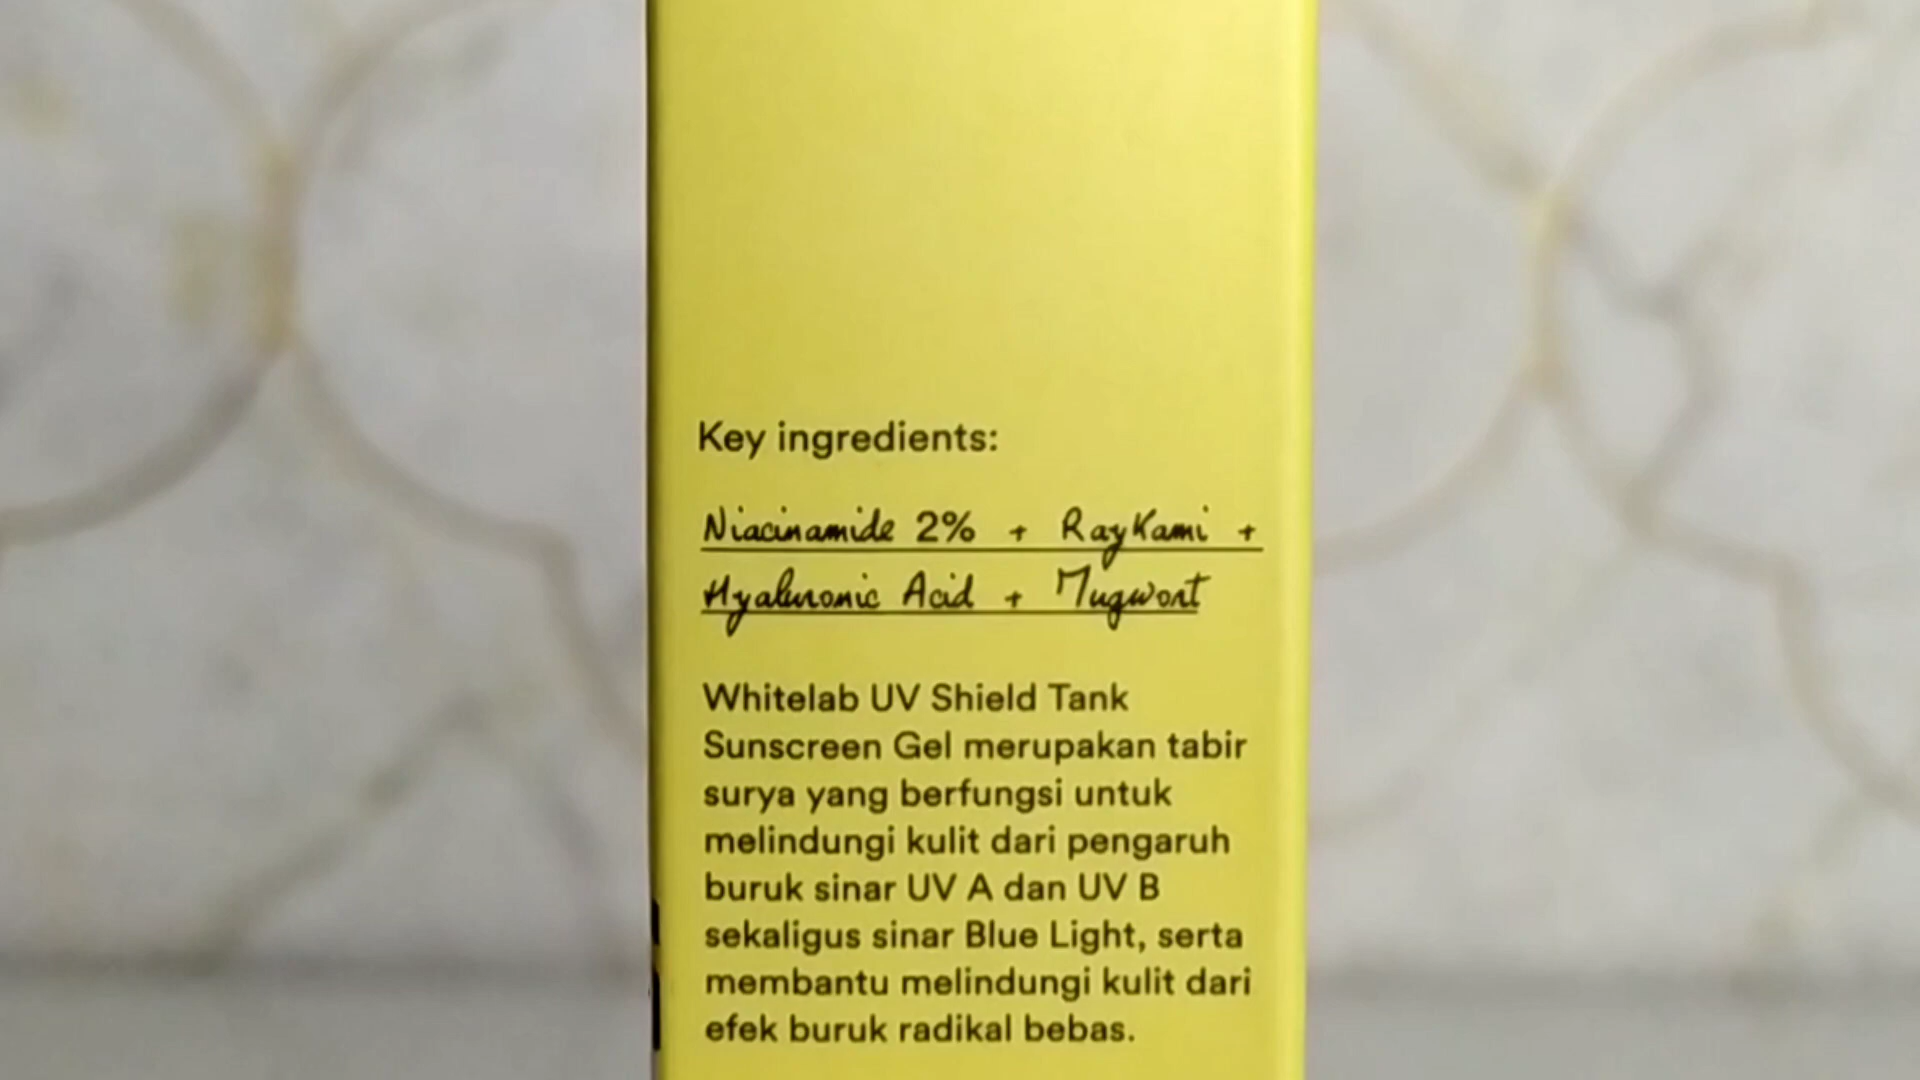 Key ingredients:
Niacinamide 2% + RayKami +
Hyaluronic Acid + Mugwort
Whitelab UV Shield Tank
Sunscreen Gel merupakan tabir
surya yang berfungsi untuk
melindungi kulit dari pengaruh
buruk sinar UV A dan UV B
sekaligus sinar Blue Light, serta
membantu melindungi kulit dari
efek buruk radikal bebas.